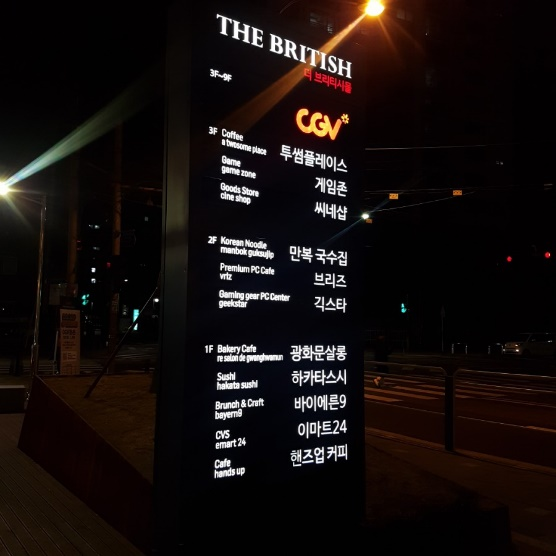 THE BRITISH
더 브리티시몰
3F~9F
CGV
3F Coffee
a twosome place 투썸플레이스
Game
game zone 게임존
Goods Store
cine shop 씨네샵
2F Korean Noodle
manbok guksujip 만복 국수집
Premium PC Cafe
vrtz 브리즈
Gaming gear PC Center
geekstar 긱스타
1F Bakery Cafe
re salon de gwanghwamun 광화문살롱
Sushi
hakata sushi 하카타스시
Brunch & Craft
bayern9 바이에른9
CVS
emart 24 이마트24
Cafe
hands up 핸즈업 커피